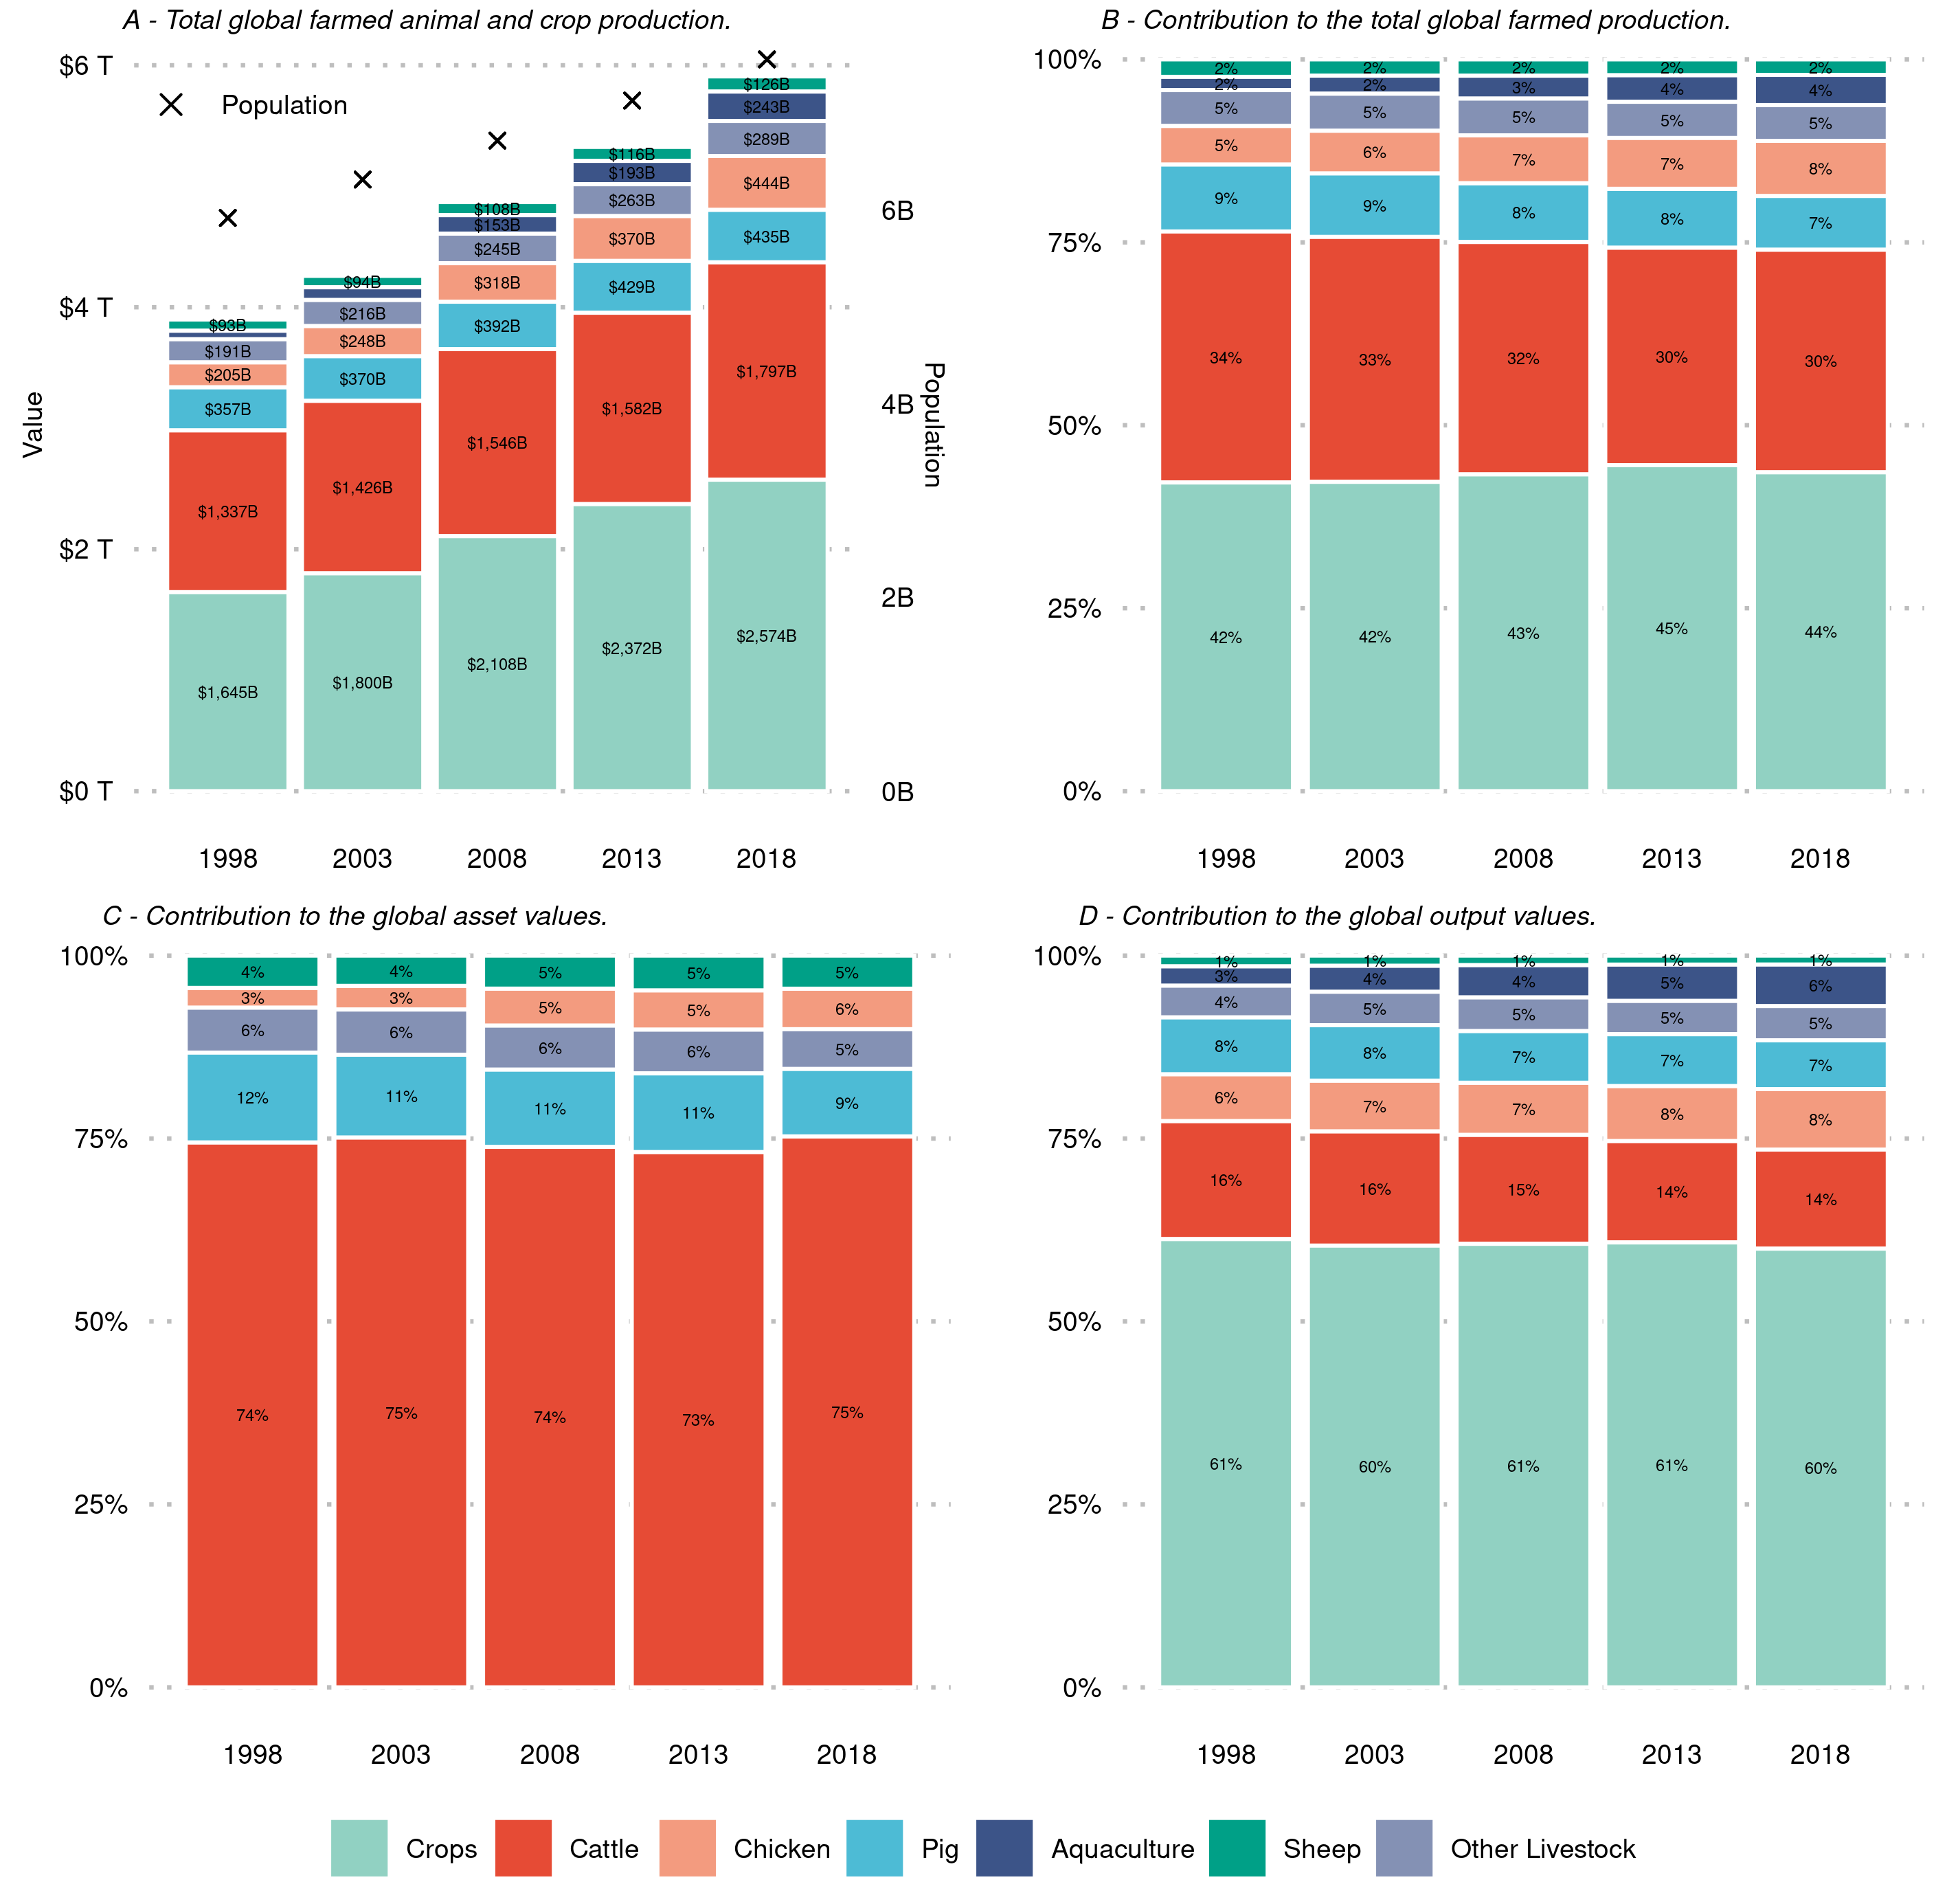 A - Total global farmed animal and crop production.
$6 T
$4 T
$2 T
$0 T
Value
Population
6B
4B
2B
0B
Population
$93B
$191B
$205B
$357B
$1,337B
$1,645B
$94B
$216B
$248B
$370B
$1,426B
$1,800B
$108B
$153B
$245B
$318B
$392B
$1,546B
$2,108B
$116B
$193B
$263B
$370B
$429B
$1,582B
$2,372B
$126B
$243B
$289B
$444B
$435B
$1,797B
$2,574B
1998 2003 2008 2013 2018
B - Contribution to the total global farmed production.
100%
75%
50%
25%
0%
2%
2%
5%
5%
9%
34%
42%
2%
2%
5%
6%
9%
33%
42%
2%
3%
5%
7%
8%
32%
43%
2%
4%
5%
7%
8%
30%
45%
2%
4%
5%
8%
7%
30%
44%
1998 2003 2008 2013 2018
C - Contribution to the global asset values.
100%
75%
50%
25%
0%
4%
3%
6%
12%
74%
4%
3%
6%
11%
75%
5%
5%
6%
11%
74%
5%
5%
6%
11%
73%
5%
6%
5%
9%
75%
1998 2003 2008 2013 2018
D - Contribution to the global output values.
100%
75%
50%
25%
0%
1%
3%
4%
8%
6%
16%
61%
1%
4%
5%
8%
7%
16%
60%
1%
4%
5%
7%
7%
15%
61%
1%
5%
5%
7%
8%
14%
61%
1%
6%
5%
7%
8%
14%
60%
1998 2003 2008 2013 2018
Crops Cattle Chicken Pig Aquaculture Sheep Other Livestock